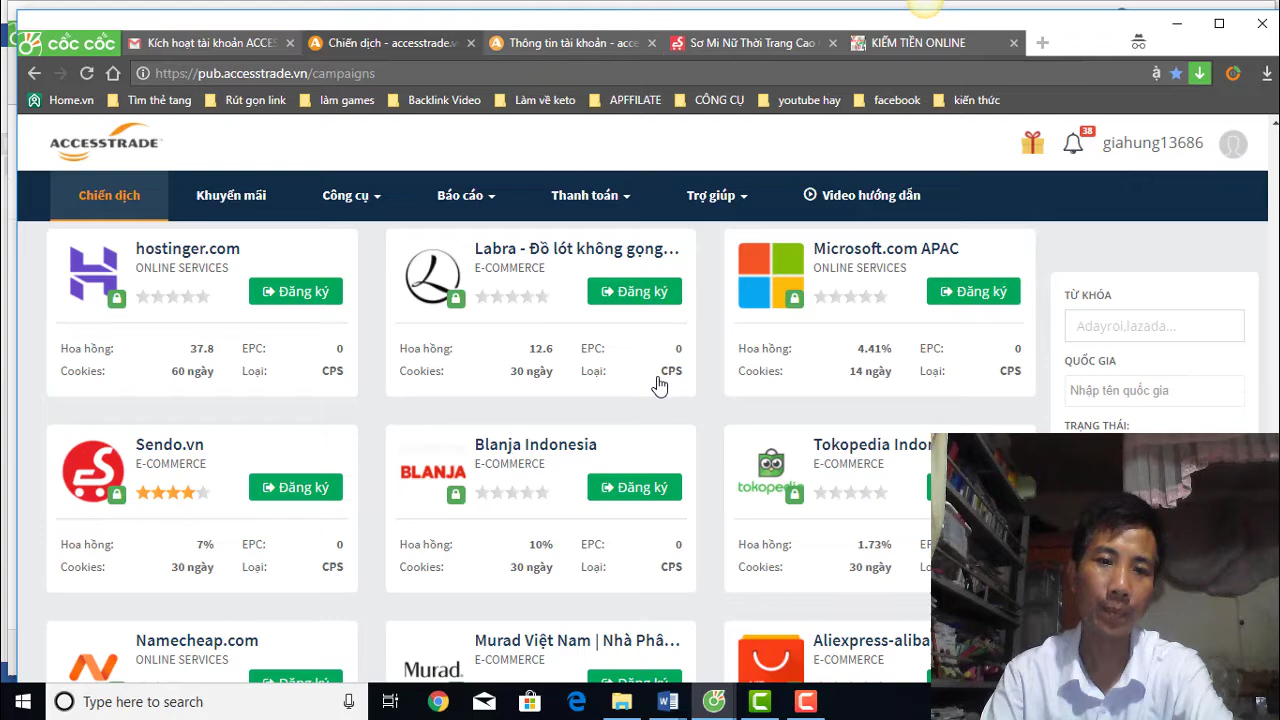 cốc cốc
Kích hoạt tài khoản ACCES
Chiến dịch - accesstrade.v
Thông tin tài khoản - acce
Sơ Mi Nữ Thời Trang Cao
KIẾM TIỀN ONLINE
https://pub.accesstrade.vn/campaigns
Home.vn
Tìm thẻ tang
Rút gọn link
làm games
Backlink Video
Làm về keto
APFFILATE
CÔNG CỤ
youtube hay
facebook
kiến thức
ACCESSTRADE
38
giahung13686
Chiến dịch
Khuyến mãi
Công cụ
Báo cáo
Thanh toán
Trợ giúp
Video hướng dẫn
hostinger.com
ONLINE SERVICES
Đăng ký
Hoa hồng: 37.8 EPC: 0
Cookies: 60 ngày Loại: CPS
Labra - Đồ lót không gọng...
E-COMMERCE
Đăng ký
Hoa hồng: 12.6 EPC: 0
Cookies: 30 ngày Loại: CPS
Microsoft.com APAC
ONLINE SERVICES
Đăng ký
Hoa hồng: 4.41% EPC: 0
Cookies: 14 ngày Loại: CPS
TỪ KHÓA
Adayroi,lazada...
QUỐC GIA
Nhập tên quốc gia
TRẠNG THÁI:
Sendo.vn
E-COMMERCE
Đăng ký
Hoa hồng: 7% EPC: 0
Cookies: 30 ngày Loại: CPS
BLANJA
Blanja Indonesia
E-COMMERCE
Đăng ký
Hoa hồng: 10% EPC: 0
Cookies: 30 ngày Loại: CPS
tokopedia
Tokopedia Indor
E-COMMERCE
Hoa hồng: 1.73%
Cookies: 30 ngày
Namecheap.com
ONLINE SERVICES
Murad.
Murad Việt Nam | Nhà Phâ...
E-COMMERCE
Đăng ký
Aliexpress-aliba
E-COMMERCE
Type here to search